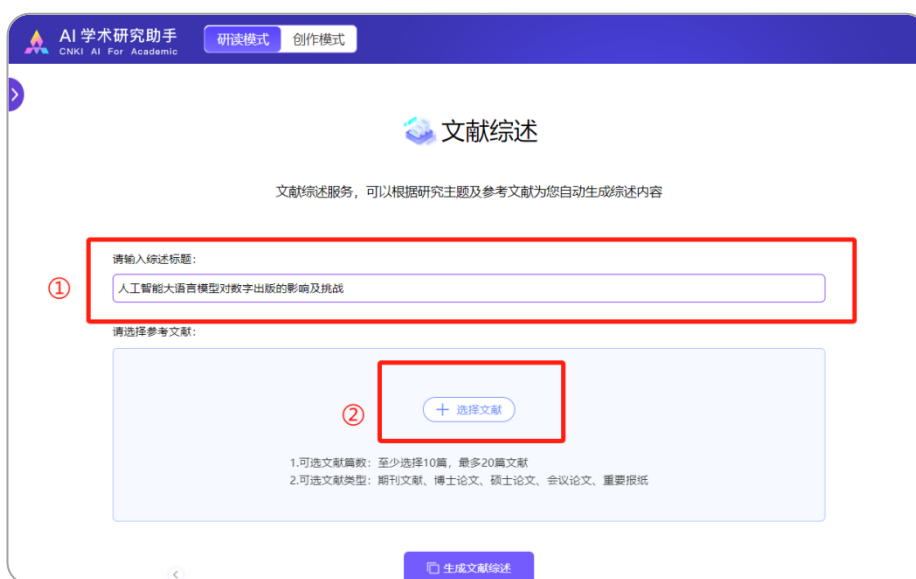 AI 学术研究助手
CNKI AI For Academic
研读模式 创作模式
文献综述
文献综述服务，可以根据研究主题及参考文献为您自动生成综述内容
请输入综述标题：
①
人工智能大语言模型对数字出版的影响及挑战
请选择参考文献：
②
选择文献
1.可选文献篇数：至少选择10篇，最多20篇文献
2.可选文献类型：期刊文献、博士论文、硕士论文、会议论文、重要报纸
生成文献综述